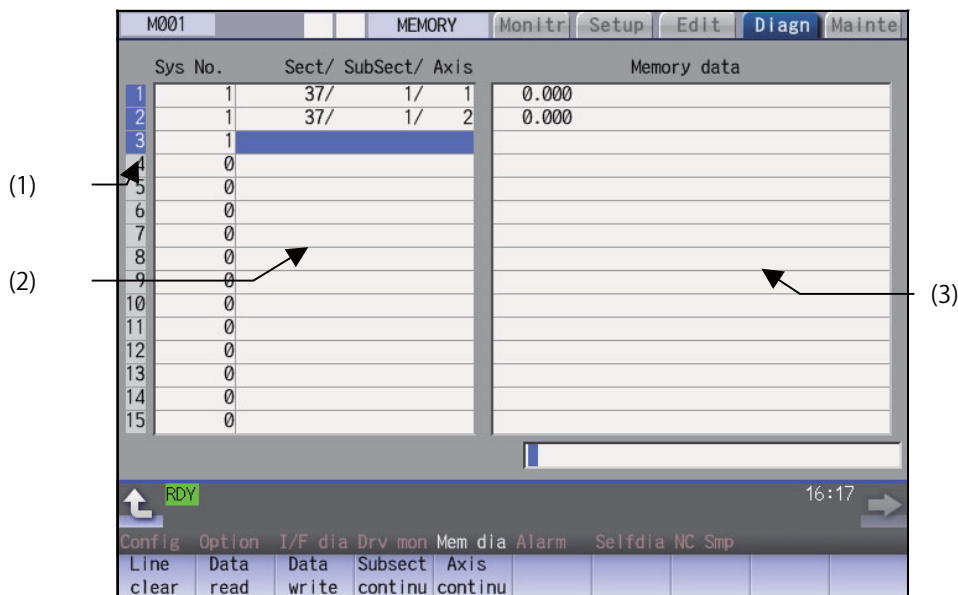 M001 MEMORY Monitr Setup Edit Diagn Mainte
Sys No. Sect/ SubSect/ Axis Memory data
1 1 37/ 1/ 1 0.000
2 1 37/ 1/ 2 0.000
3 1
4 0
(1) 5 0
6 0
7 0
8 0
(2) 9 0 (3)
10 0
11 0
12 0
13 0
14 0
15 0
RDY 16:17
Config Option I/F dia Drv mon Mem dia Alarm Selfdia NC Smp
Line Data Data Subsect Axis
clear read write continu continu